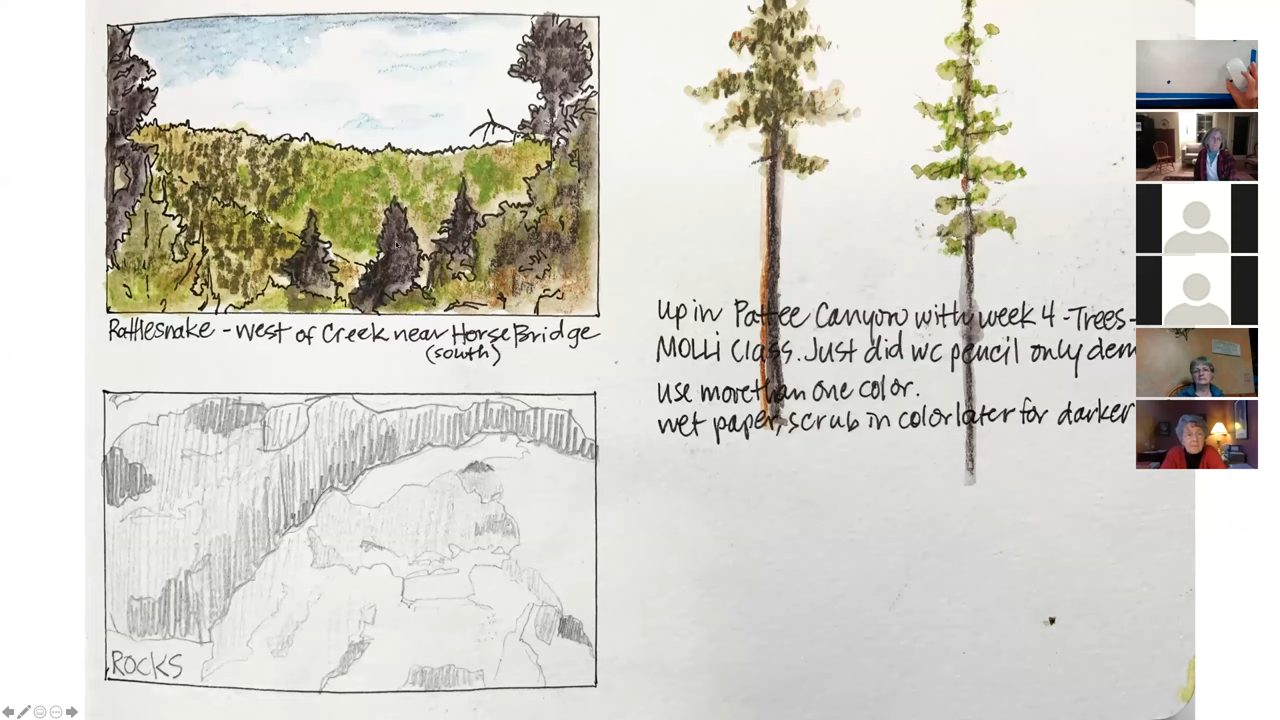 Rattlesnake - West of Creek near Horse Bridge
(south)
ROCKS
Up in Pattee Canyon with week 4 - Trees -
MOLLI Class. Just did wc pencil only dem
use more than one color.
wet paper, scrub in color later for darker